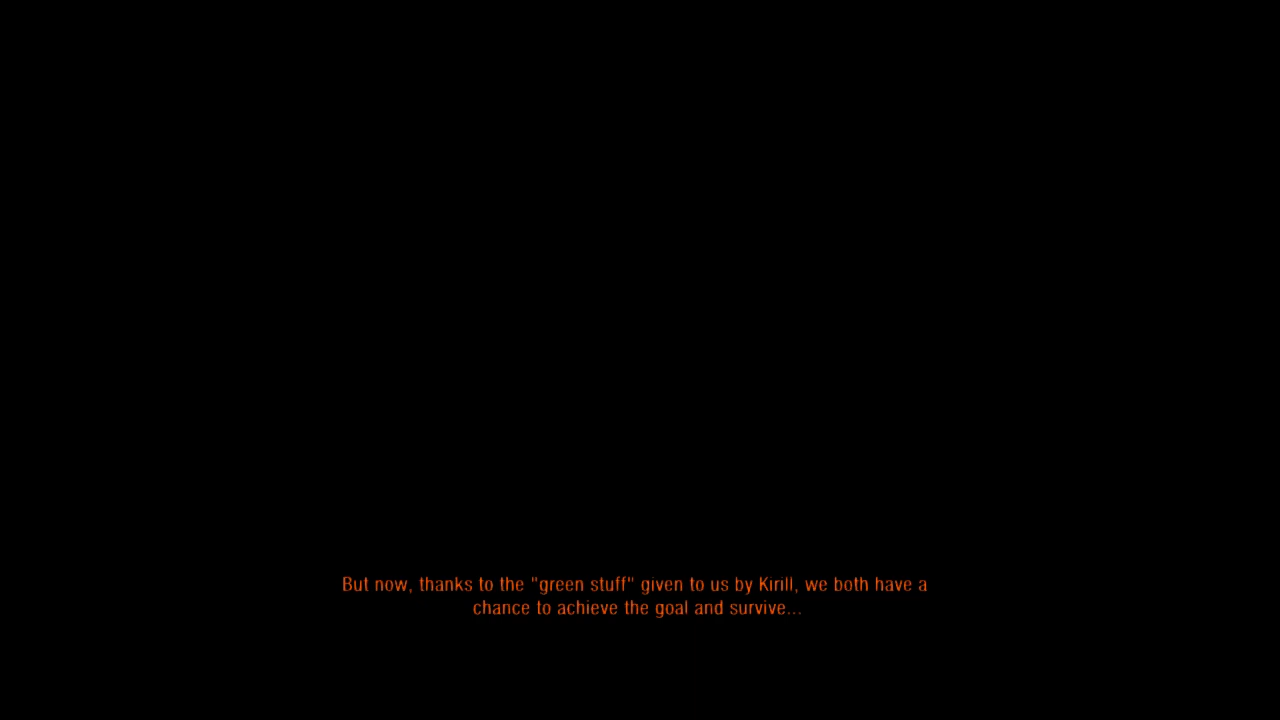 But now, thanks to the "green stuff" given to us by Kirill, we both have a
chance to achieve the goal and survive...